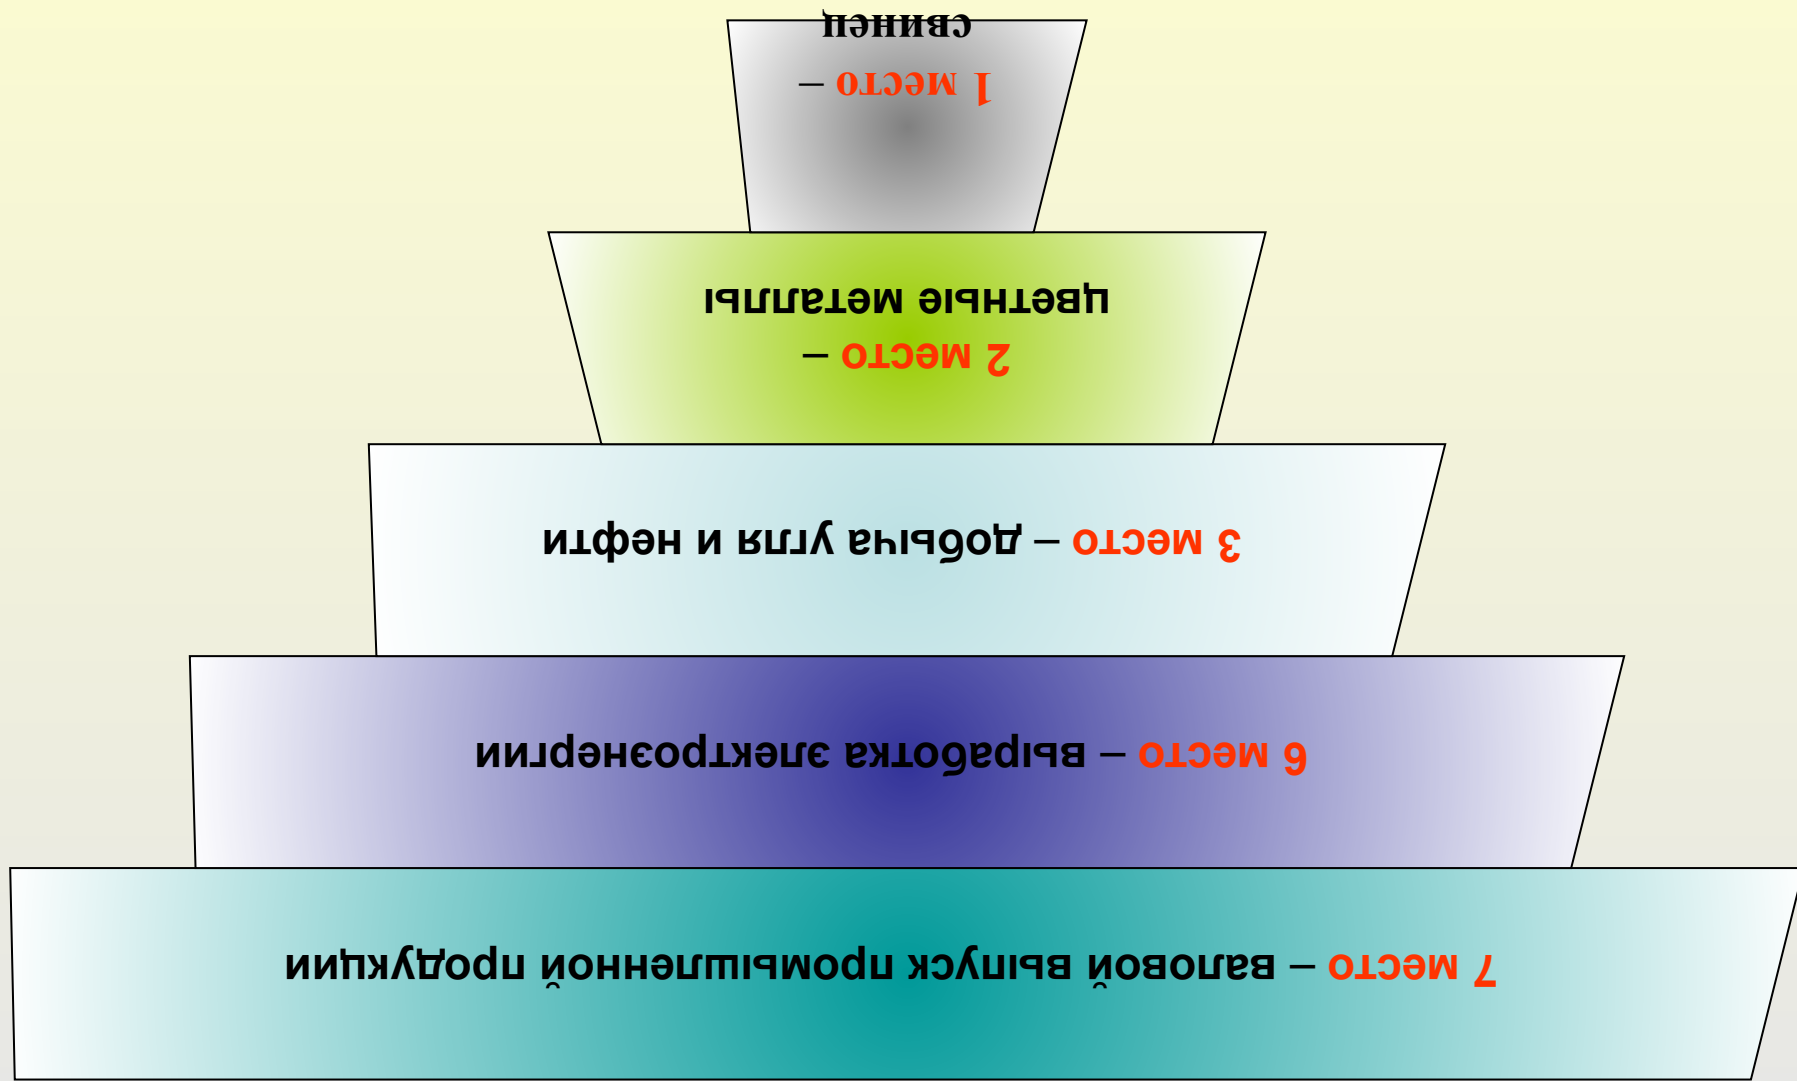 7 место – валовой выпуск промышленной продукции
6 место – выработка электроэнергии
3 место – добыча угля и нефти
2 место –
цветные металлы
1 место –
свинец